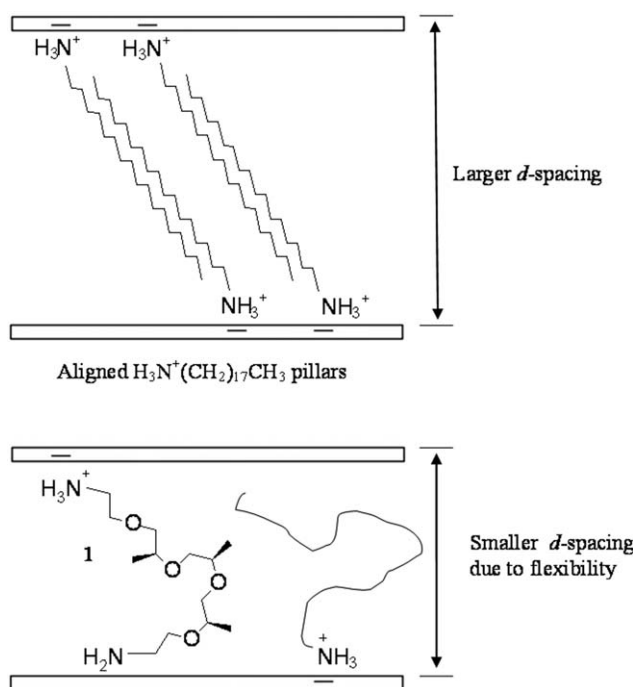 H₃N⁺ H₃N⁺
Larger d-spacing
NH₃⁺ NH₃⁺
Aligned H₃N⁺(CH₂)₁₇CH₃ pillars
H₃N⁺
O
1
O
O
Smaller d-spacing
due to flexibility
O
H₂N
NH₃⁺